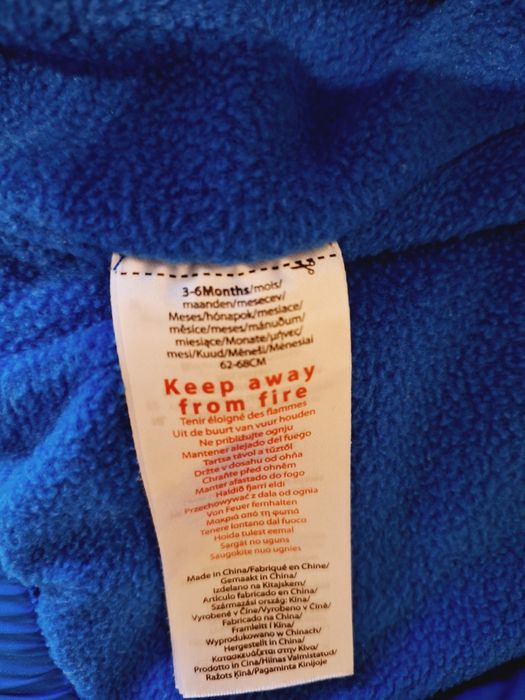 3-6Months/mois/
maanden/mesecev/
Meses/hónapok/mesiace/
měsíce/meses/mánuðum/
miesiące/Monate/μήνες/
mesi/Kuud/Mėneši/Mėnesiai
62-68CM
Keep away
from fire
Tenir éloigné des flammes
Uit de buurt van vuur houden
Ne približujte ognju
Mantener alejado del fuego
Tartsa távol a tűztől
Držte v dosahu od ohňa
Chraňte před ohněm
Manter afastado do fogo
Haldið fjarri eldi
Przechowywać z dala od ognia
Von Feuer fernhalten
Μακριά από τη φωτιά
Tenere lontano dal fuoco
Hoida tulest eemal
Sargāt no uguns
Saugokite nuo ugnies
Made in China/Fabriqué en Chine/
Gemaakt in China/
Izdelano na Kitajskem/
Artículo fabricado en China/
Származási ország: Kína/
Vyrobené v Číne/Vyrobeno v Číně/
Fabricado na China/
Framleitt í Kína/
Wyprodukowano w Chinach/
Hergestellt in China/
Κατασκευάζεται στην Κίνα/
Prodotto in Cina/Hiinas Valmistatud/
Ražots Ķīnā/Pagaminta Kinijoje